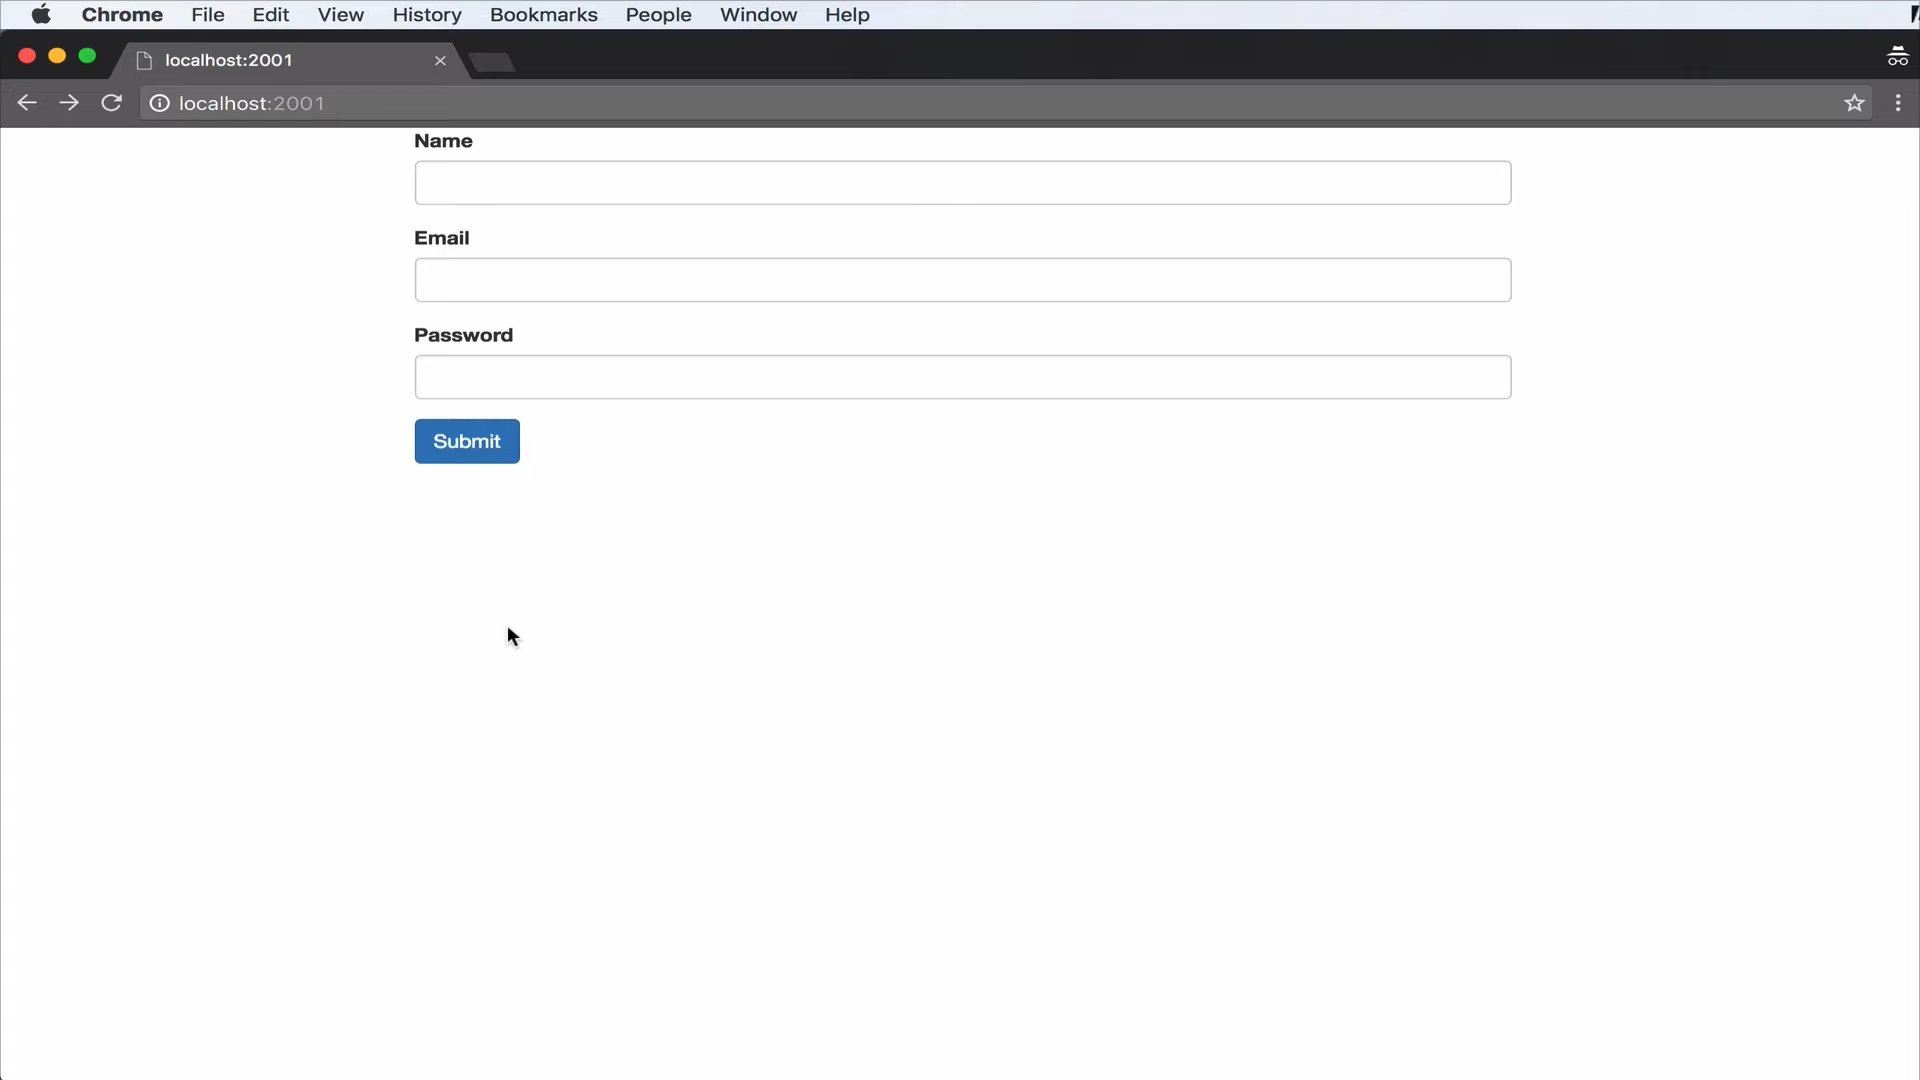 Chrome File Edit View History Bookmarks People Window Help
localhost:2001
localhost:2001
Name
Email
Password
Submit